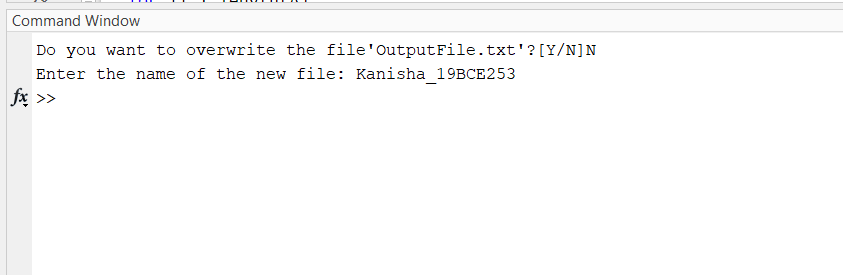 Command Window
Do you want to overwrite the file'OutputFile.txt'?[Y/N]N
Enter the name of the new file: Kanisha_19BCE253
fx >>